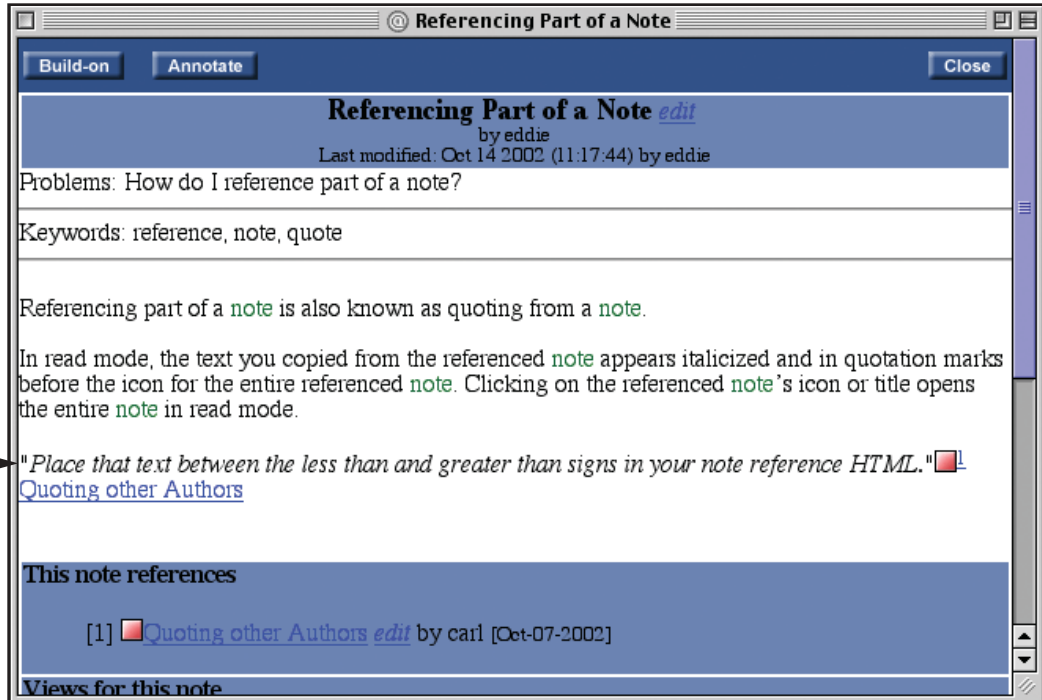 @ Referencing Part of a Note
Build-on Annotate Close
Referencing Part of a Note edit
by eddie
Last modified: Oct 14 2002 (11:17:44) by eddie
Problems: How do I reference part of a note?
Keywords: reference, note, quote
Referencing part of a note is also known as quoting from a note.
In read mode, the text you copied from the referenced note appears italicized and in quotation marks
before the icon for the entire referenced note. Clicking on the referenced note's icon or title opens
the entire note in read mode.
"Place that text between the less than and greater than signs in your note reference HTML." 1
Quoting other Authors
This note references
[1] Quoting other Authors edit by carl [Oct-07-2002]
Views for this note